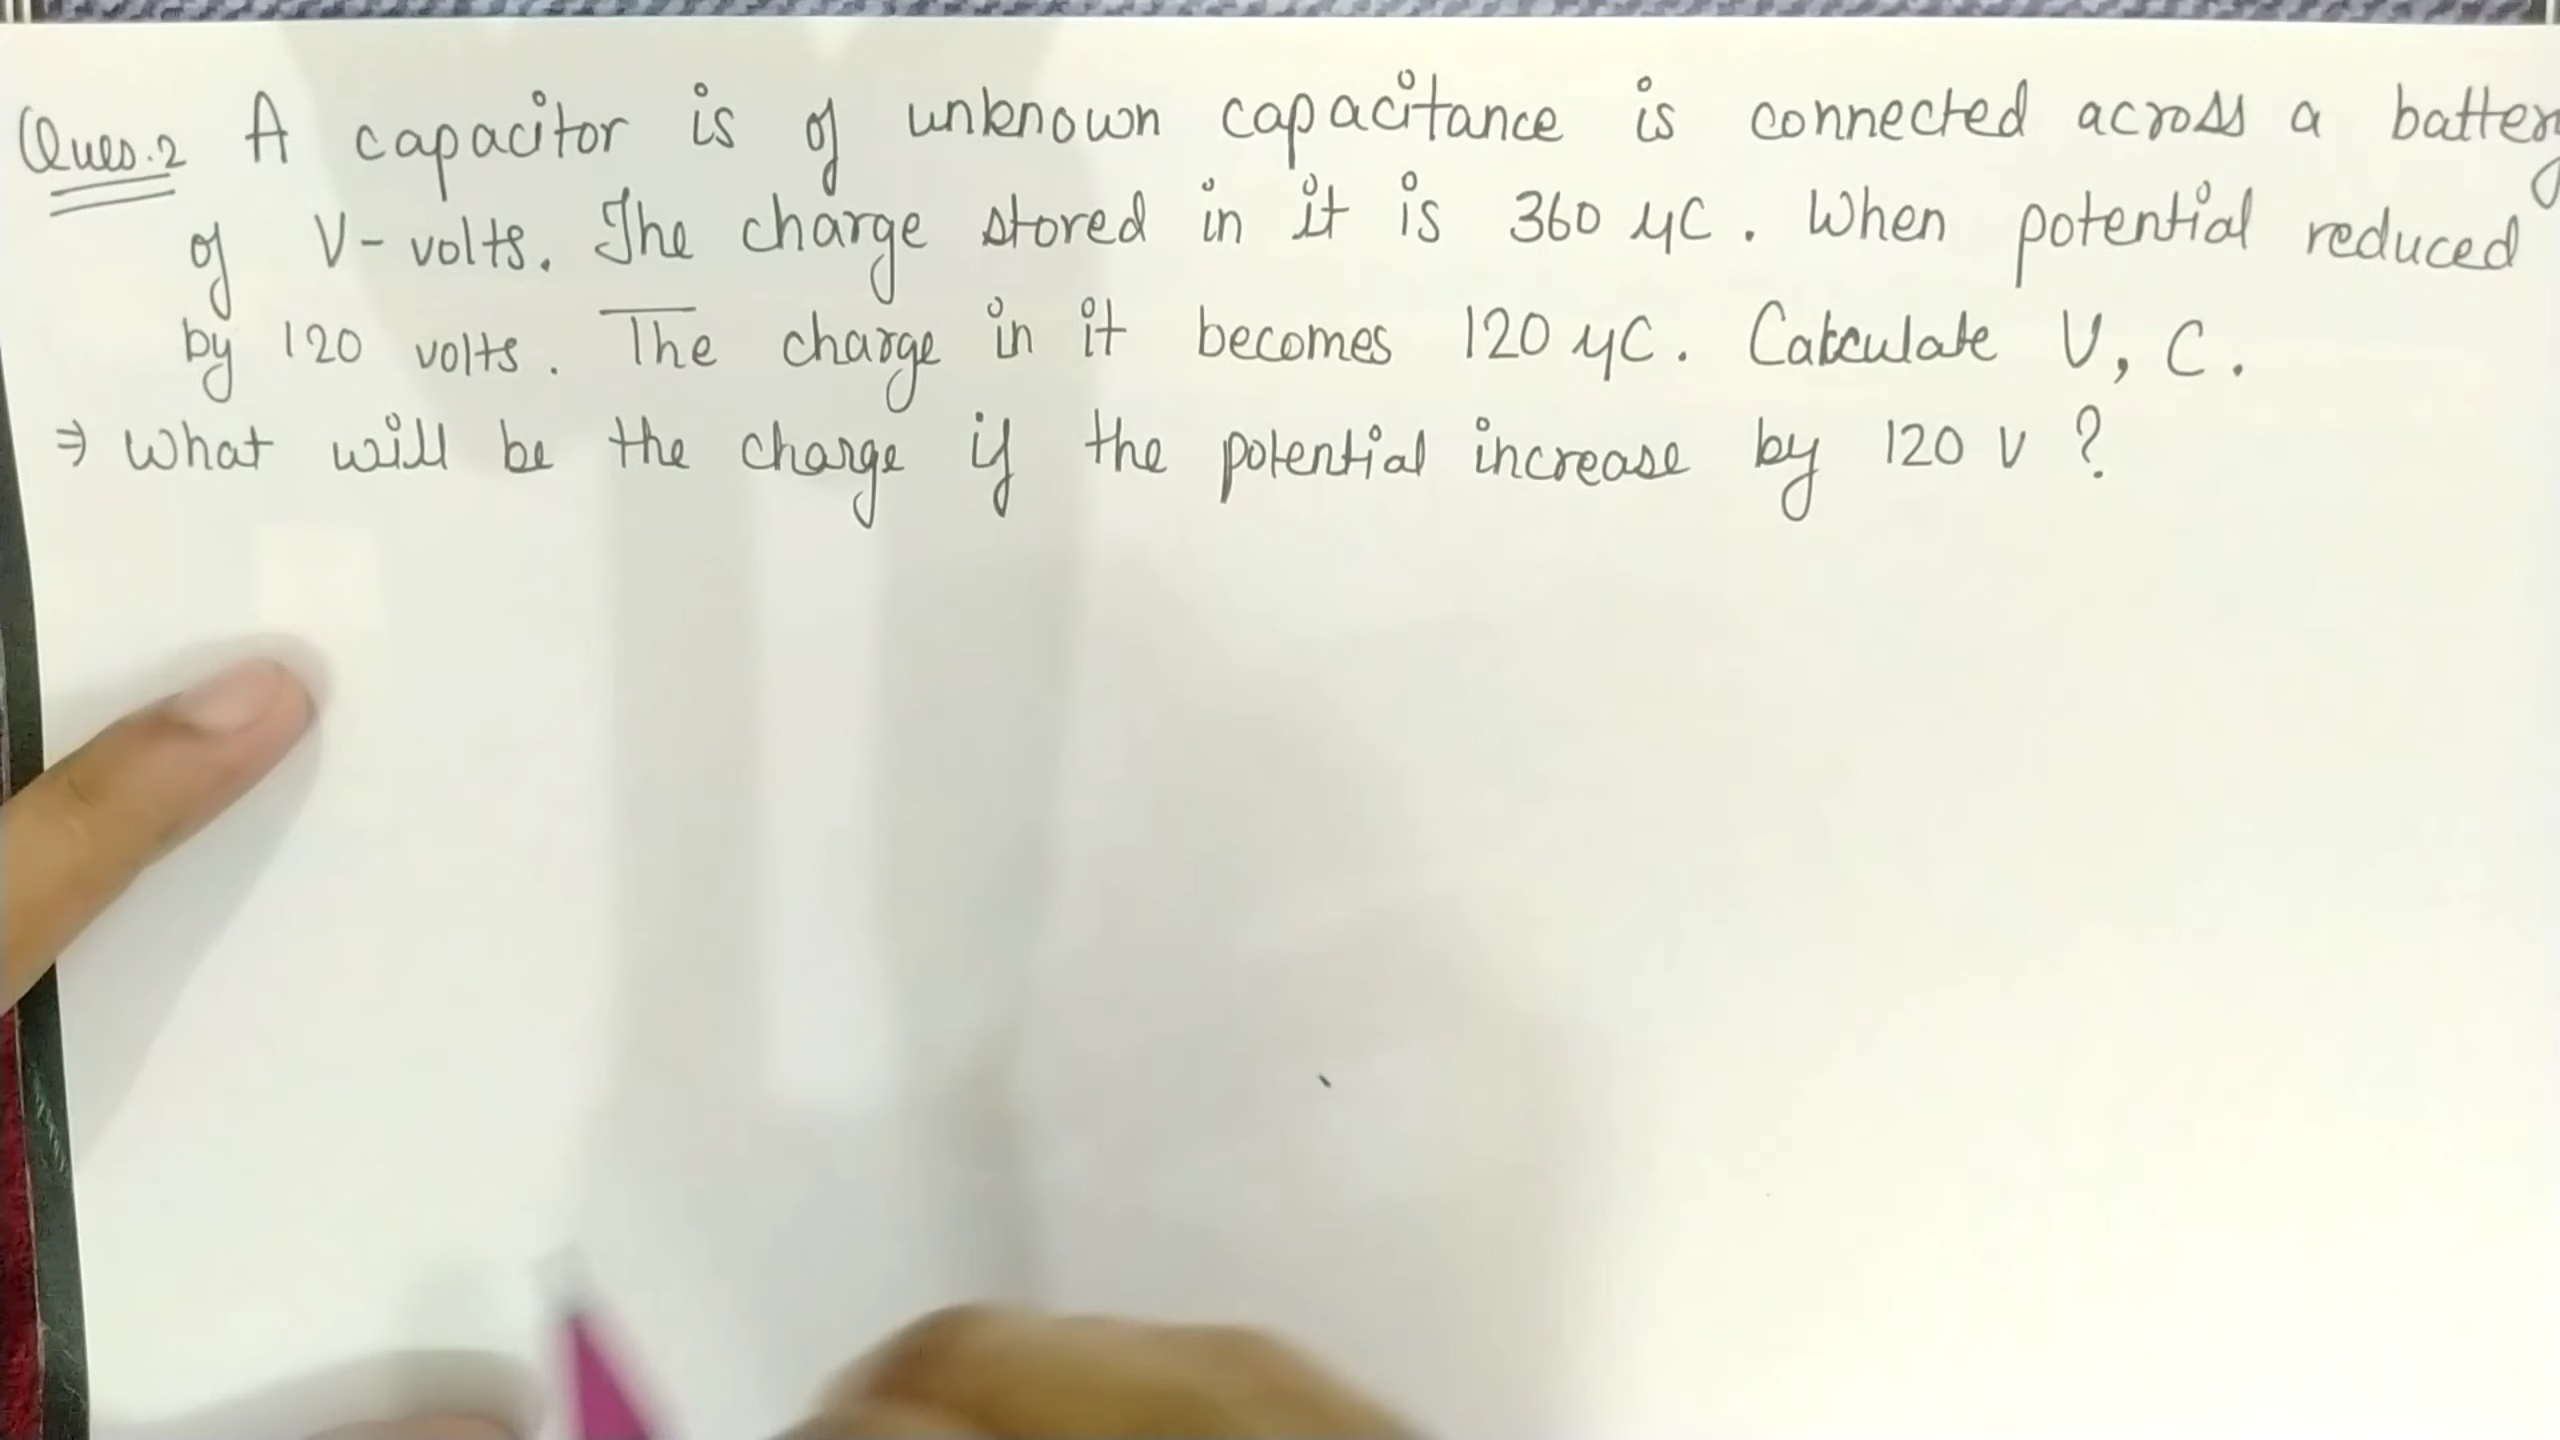 Ques.2 A capacitor is of unknown capacitance is connected across a battery
of V-volts. The charge stored in it is 360 μC. When potential reduced
by 120 volts. The charge in it becomes 120 μC. Calculate V, C.
⇒ What will be the charge if the potential increase by 120 V ?